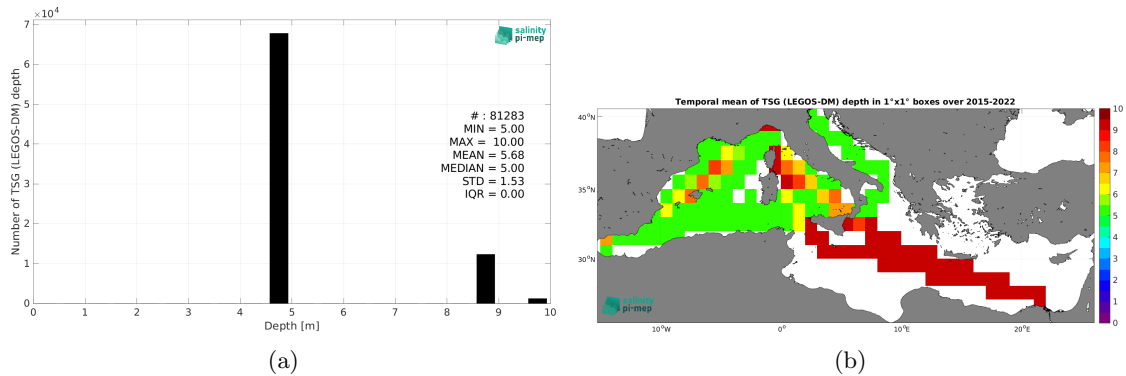 7 ×10⁴
6
5
4
3
2
1
0
Number of TSG (LEGOS-DM) depth
0 1 2 3 4 5 6 7 8 9 10
Depth [m]
salinity
pi-mep
# : 81283
MIN = 5.00
MAX = 10.00
MEAN = 5.68
MEDIAN = 5.00
STD = 1.53
IQR = 0.00
(a)
Temporal mean of TSG (LEGOS-DM) depth in 1°x1° boxes over 2015-2022
40°N
35°N
30°N
10°W 0° 10°E 20°E
salinity
pi-mep
10
9
8
7
6
5
4
3
2
1
0
(b)